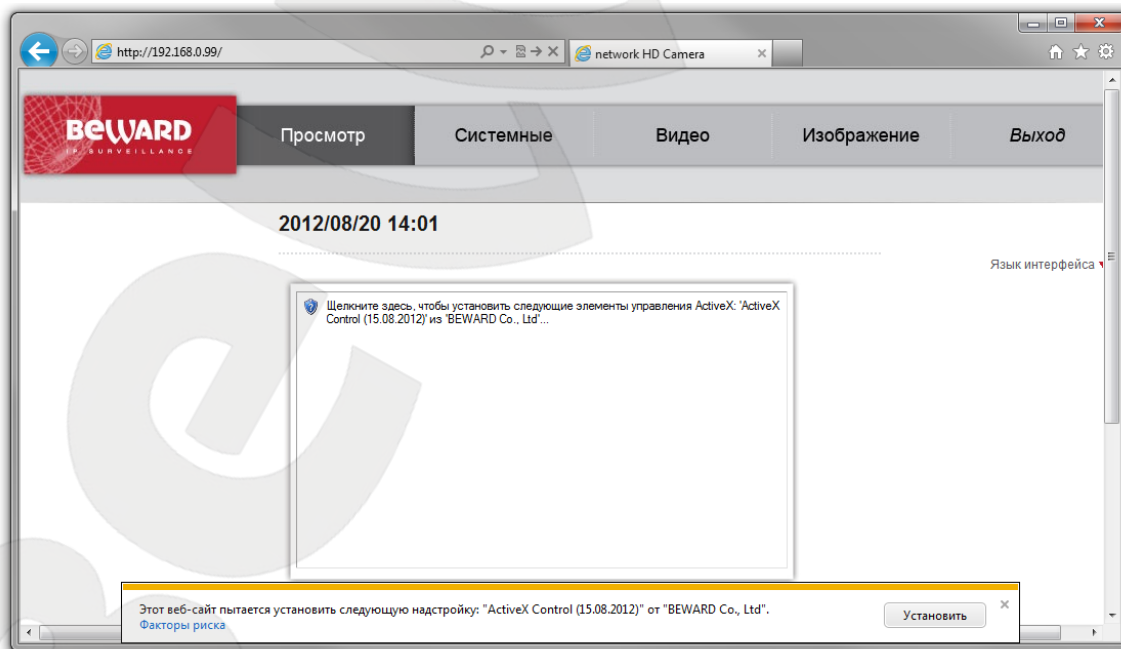 http://192.168.0.99/
network HD Camera
BEWARD
IP SURVEILLANCE
Просмотр
Системные
Видео
Изображение
Выход
2012/08/20 14:01
Язык интерфейса
Щелкните здесь, чтобы установить следующие элементы управления ActiveX: 'ActiveX
Control (15.08.2012)' из 'BEWARD Co., Ltd'...
Этот веб-сайт пытается установить следующую надстройку: "ActiveX Control (15.08.2012)" от "BEWARD Co., Ltd".
Факторы риска
Установить